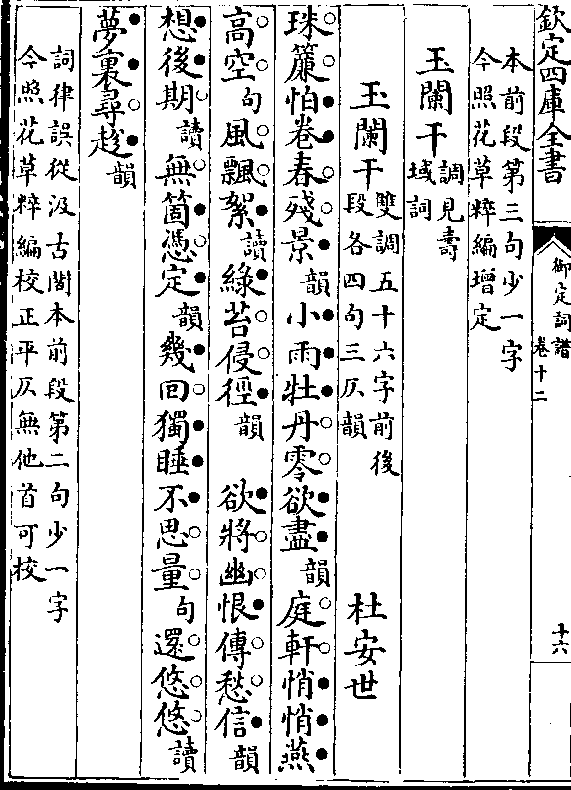 欽定四庫全書
御定詞譜
卷十二
十六
本前段第三句少一字
今照花草粹編增定
玉闌干調見壽
域詞
玉闌干雙調五十六字前後
段各四句三仄韻
杜安世
珠簾怕卷春殘景韻小雨牡丹零欲盡韻庭軒悄悄燕
高空句風飄絮讀綠苔侵徑韻 欲將幽恨傳愁信韻
想後期讀無箇憑定韻幾回獨睡不思量句還悠悠讀
夢裏尋趂韻
詞律誤從汲古閣本前段第二句少一字
今照花草粹編校正平仄無他首可校